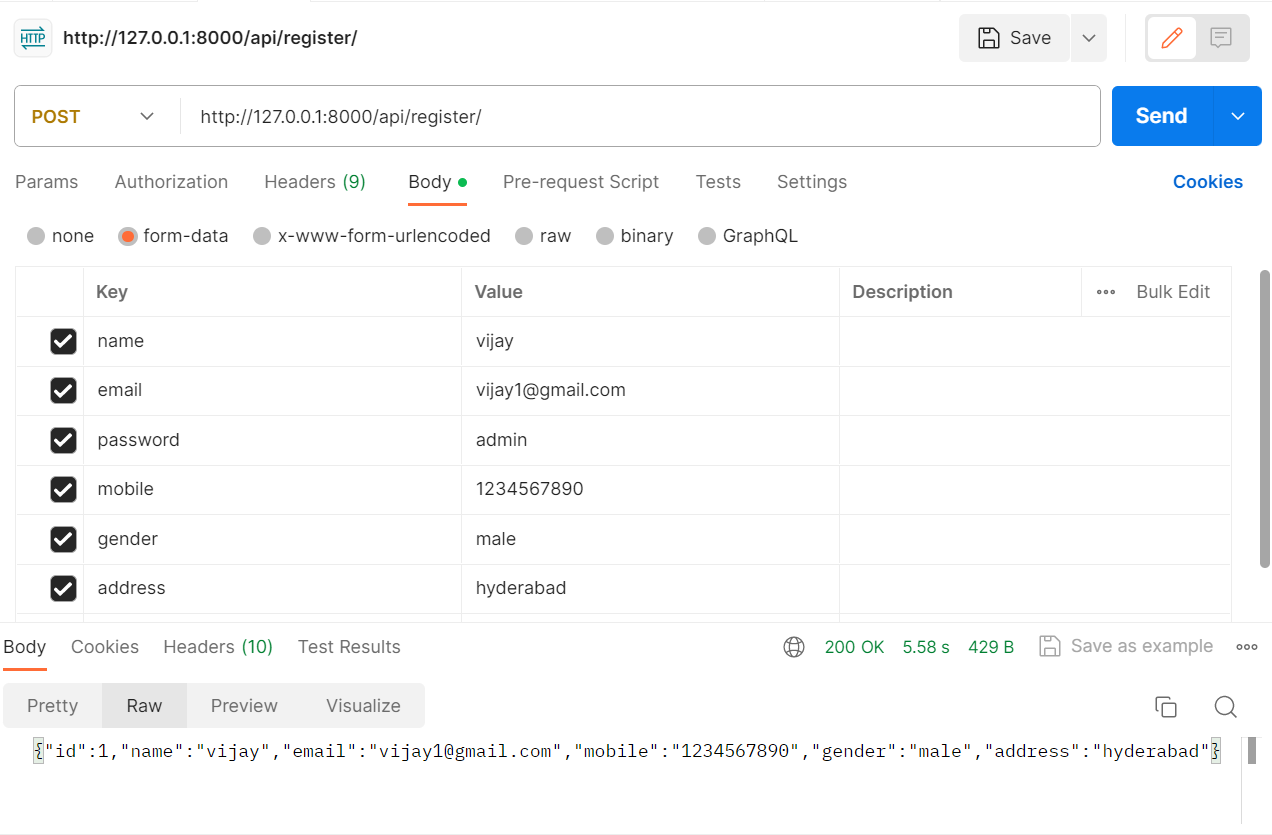 HTTP http://127.0.0.1:8000/api/register/ Save
POST http://127.0.0.1:8000/api/register/ Send
Params Authorization Headers (9) Body Pre-request Script Tests Settings Cookies
none form-data x-www-form-urlencoded raw binary GraphQL
Key Value Description Bulk Edit
name vijay
email vijay1@gmail.com
password admin
mobile 1234567890
gender male
address hyderabad
Body Cookies Headers (10) Test Results 200 OK 5.58 s 429 B Save as example
Pretty Raw Preview Visualize
{"id":1,"name":"vijay","email":"vijay1@gmail.com","mobile":"1234567890","gender":"male","address":"hyderabad"}